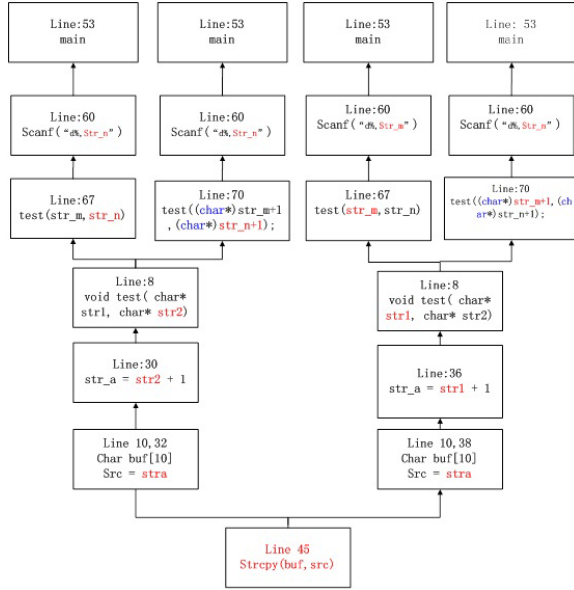 Line:53
main
Line:53
main
Line:53
main
Line: 53
main
Line:60
Scanf("d%,Str_n")
Line:60
Scanf("d%,Str_n")
Line:60
Scanf("d%,Str_m")
Line:60
Scanf("d%,Str_n")
Line:67
test(str_m,str_n)
Line:70
test((char*)str_m+1
,(char*)str_n+1);
Line:67
test(str_m,str_n)
Line:70
test((char*)str_m+1,(ch
ar*)str_n+1);
Line:8
void test( char*
str1, char* str2)
Line:8
void test( char*
str1, char* str2)
Line:30
str_a = str2 + 1
Line:36
str_a = str1 + 1
Line 10,32
Char buf[10]
Src = stra
Line 10,38
Char buf[10]
Src = stra
Line 45
Strcpy(buf,src)